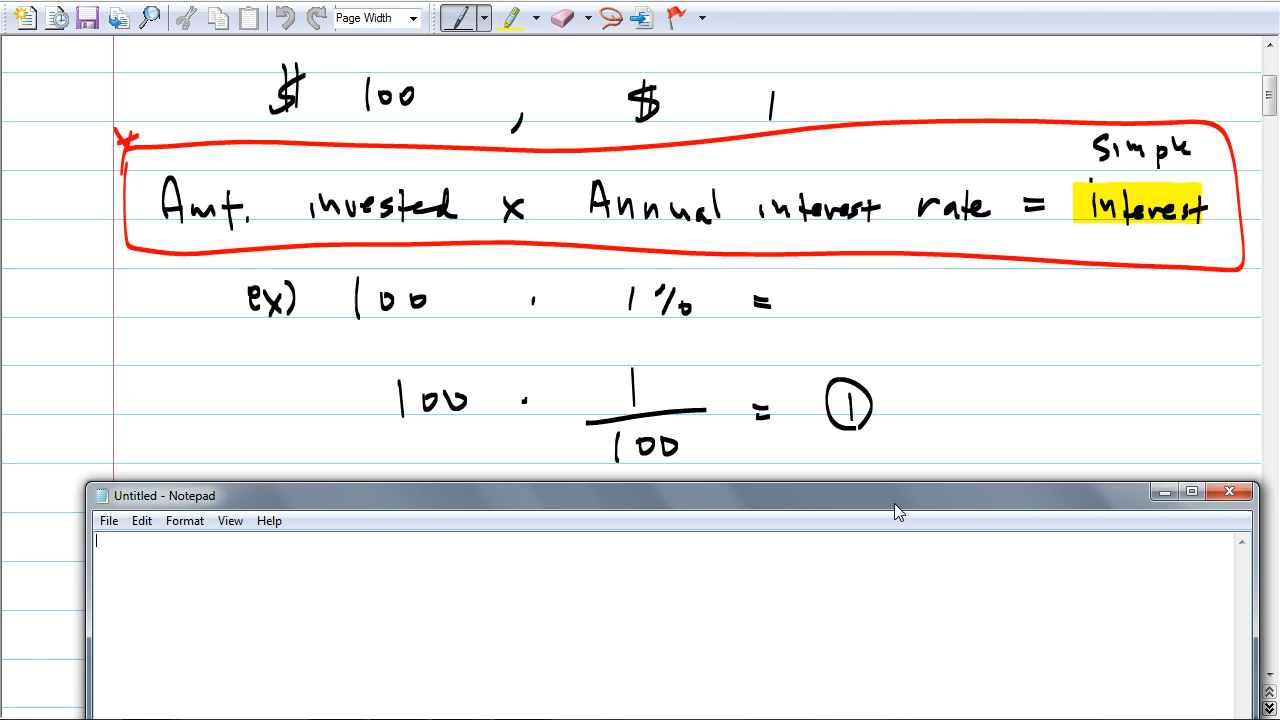 Page Width
$ 100 , $ 1
simple
Amt. invested x Annual interest rate = interest
ex) 100 · 1% =
100 · 1/100 = 1
Untitled - Notepad
File Edit Format View Help